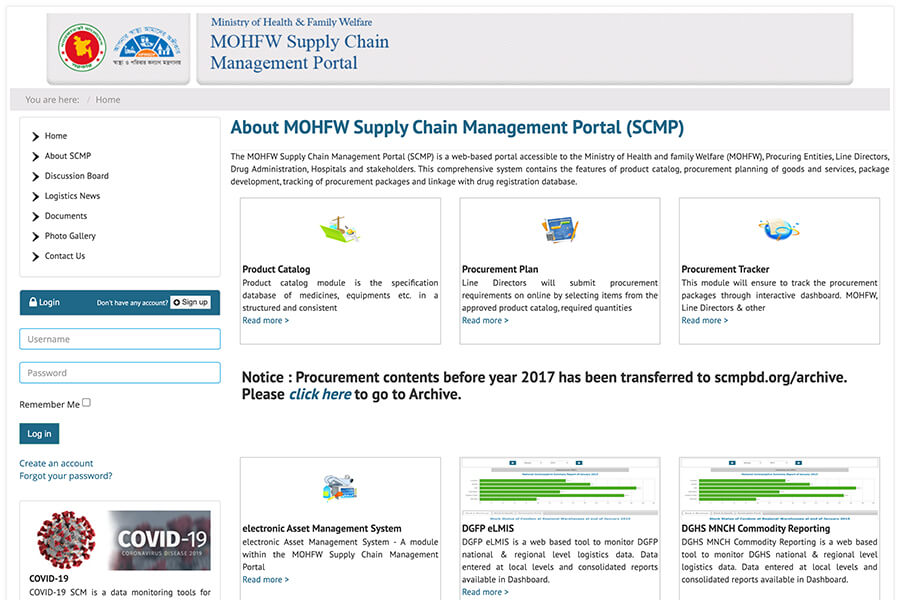 Ministry of Health & Family Welfare
MOHFW Supply Chain
Management Portal
স্বাস্থ্য ও পরিবার কল্যাণ মন্ত্রণালয়
You are here: / Home
Home
About SCMP
Discussion Board
Logistics News
Documents
Photo Gallery
Contact Us
Login
Don't have any account?
Sign up
Username
Password
Remember Me
Log in
Create an account
Forgot your password?
COVID-19
CORONAVIRUS DISEASE 2019
COVID-19
COVID-19 SCM is a data monitoring tools for
About MOHFW Supply Chain Management Portal (SCMP)
The MOHFW Supply Chain Management Portal (SCMP) is a web-based portal accessible to the Ministry of Health and family Welfare (MOHFW), Procuring Entities, Line Directors,
Drug Administration, Hospitals and stakeholders. This comprehensive system contains the features of product catalog, procurement planning of goods and services, package
development, tracking of procurement packages and linkage with drug registration database.
Product Catalog
Product catalog module is the specification
database of medicines, equipments etc. in a
structured and consistent
Read more >
Procurement Plan
Line Directors will submit procurement
requirements on online by selecting items from the
approved product catalog, required quantities
Read more >
Procurement Tracker
This module will ensure to track the procurement
packages through interactive dashboard. MOHFW,
Line Directors & other
Read more >
Notice : Procurement contents before year 2017 has been transferred to scmpbd.org/archive.
Please click here to go to Archive.
electronic Asset Management System
electronic Asset Management System - A module
within the MOHFW Supply Chain Management
Portal
Read more >
DGFP eLMIS
DGFP eLMIS is a web based tool to monitor DGFP
national & regional level logistics data. Data
entered at local levels and consolidated reports
available in Dashboard.
Read more >
DGHS MNCH Commodity Reporting
DGHS MNCH Commodity Reporting is a web based
tool to monitor DGHS national & regional level
logistics data. Data entered at local levels and
consolidated reports available in Dashboard.